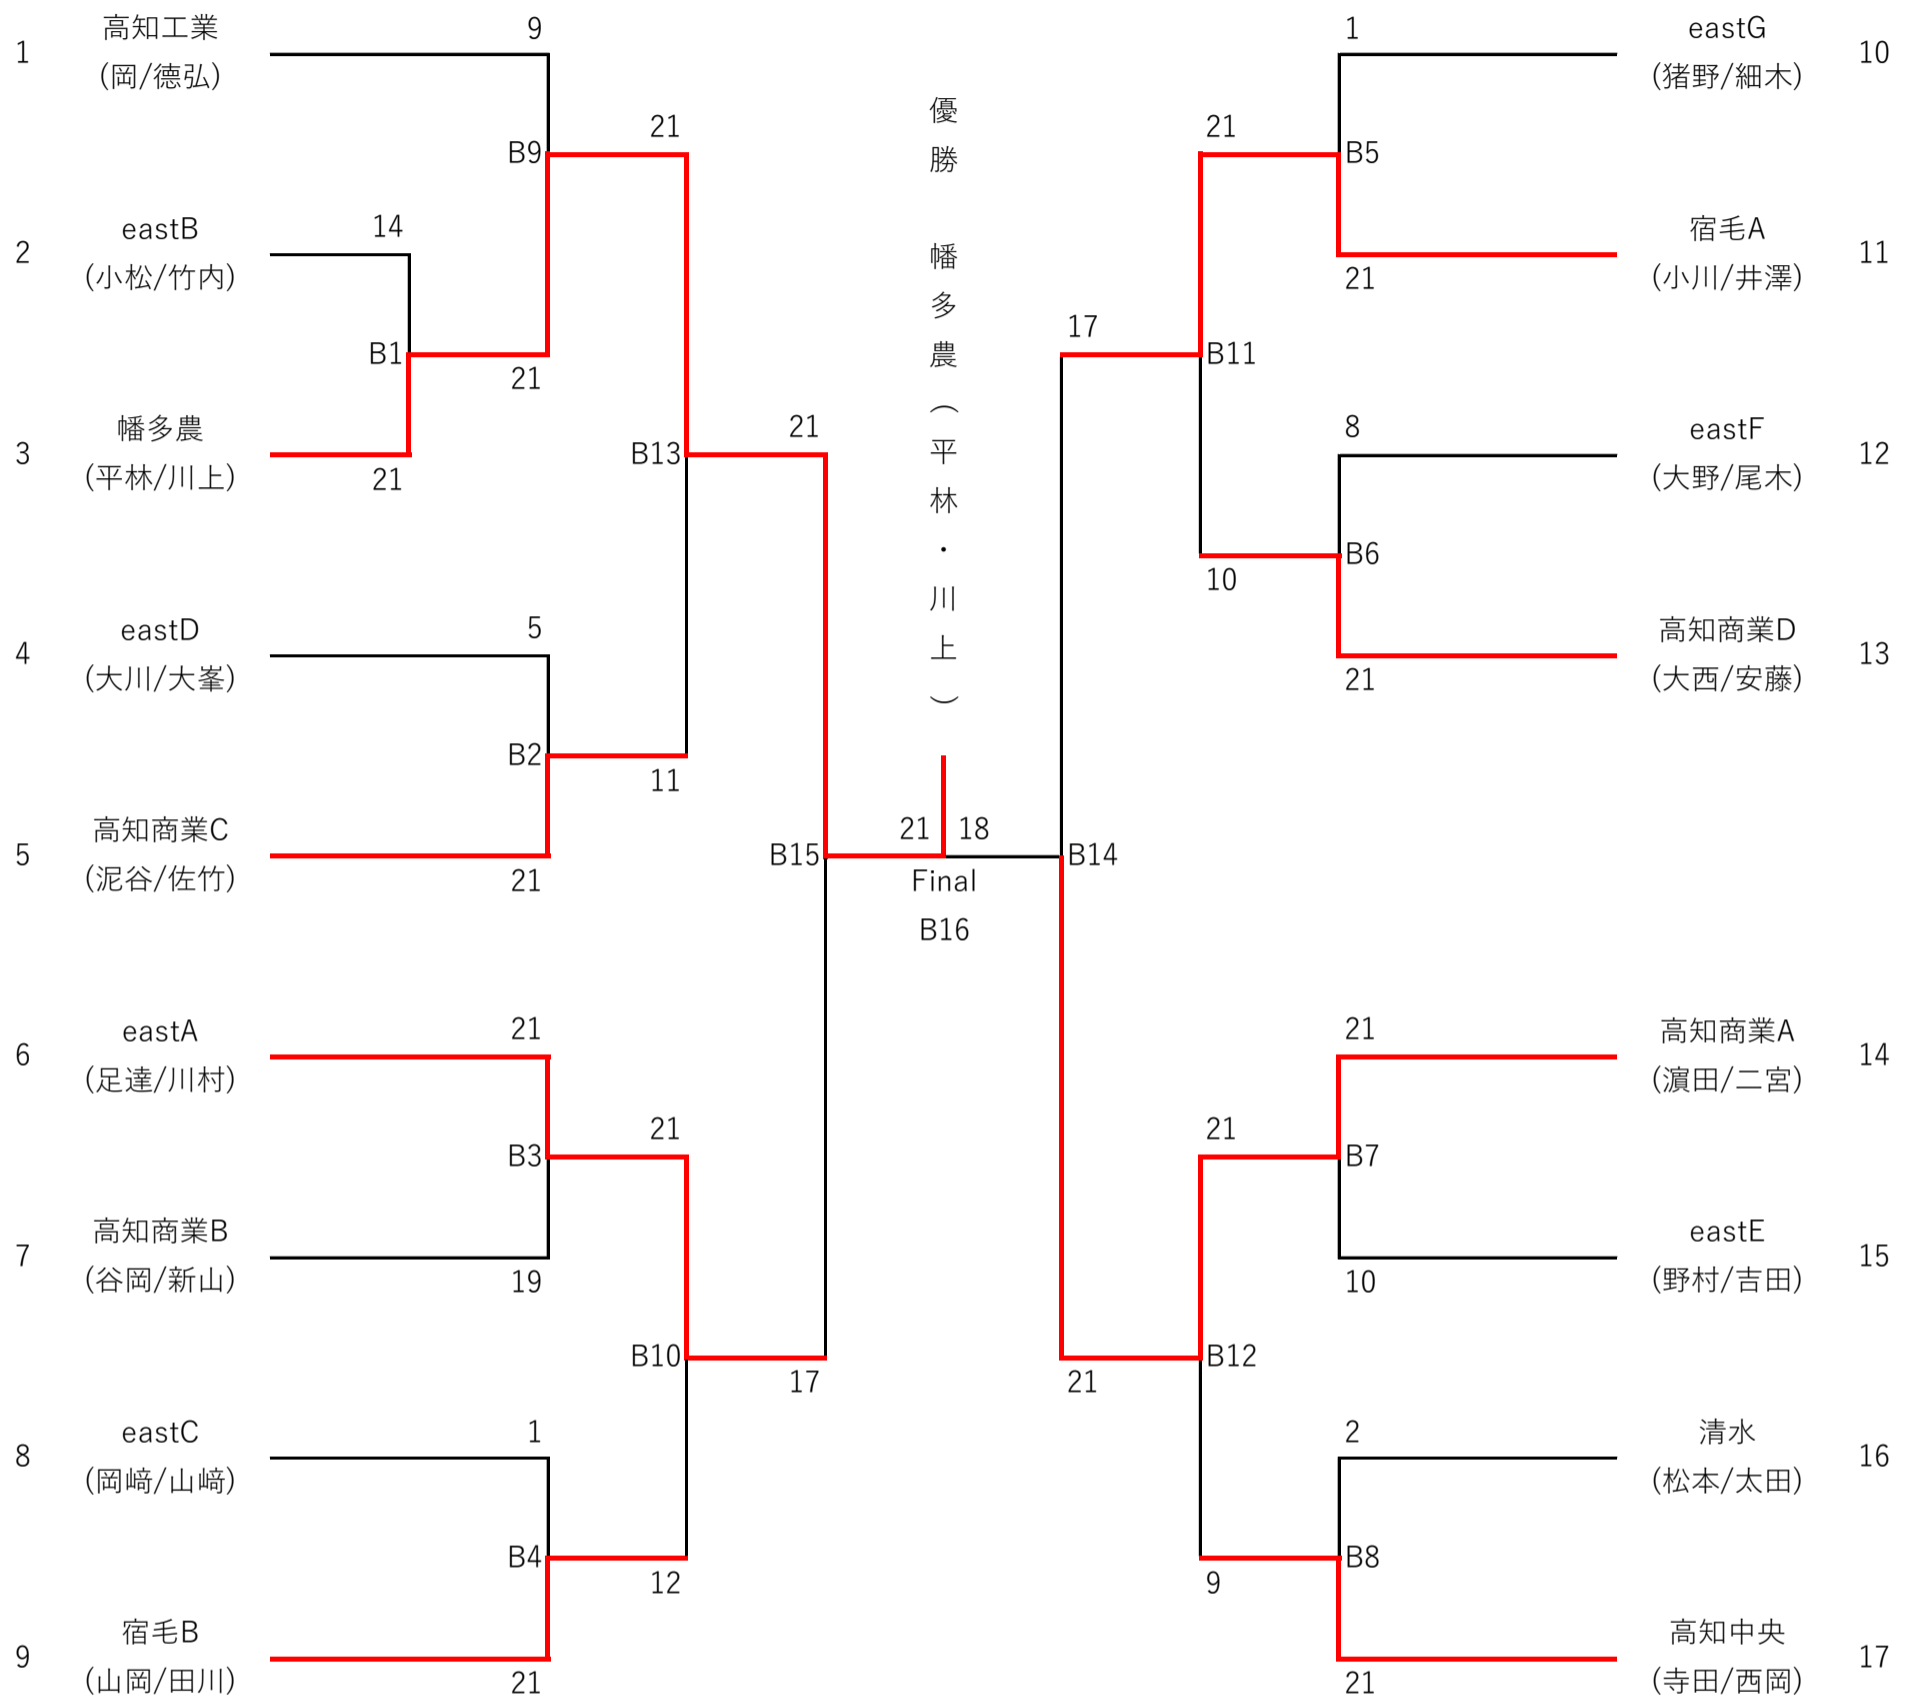 1
高知工業
(岡/德弘)
9
B9
21
2
eastB
(小松/竹内)
14
B1
21
3
幡多農
(平林/川上)
21
B13
21
4
eastD
(大川/大峯)
5
B2
11
5
高知商業C
(泥谷/佐竹)
21
B15
6
eastA
(足達/川村)
21
B3
21
7
高知商業B
(谷岡/新山)
19
B10
17
8
eastC
(岡﨑/山﨑)
1
B4
12
9
宿毛B
(山岡/田川)
21
優勝 幡多農(平林・川上)
21 18
Final
B16
1
eastG
(猪野/細木)
10
21
B5
宿毛A
(小川/井澤)
11
21
17
B11
8
eastF
(大野/尾木)
12
10
B6
高知商業D
(大西/安藤)
13
21
B14
21
高知商業A
(濵田/二宮)
14
21
B7
eastE
(野村/吉田)
15
10
B12
21
2
清水
(松本/太田)
16
B8
9
高知中央
(寺田/西岡)
17
21